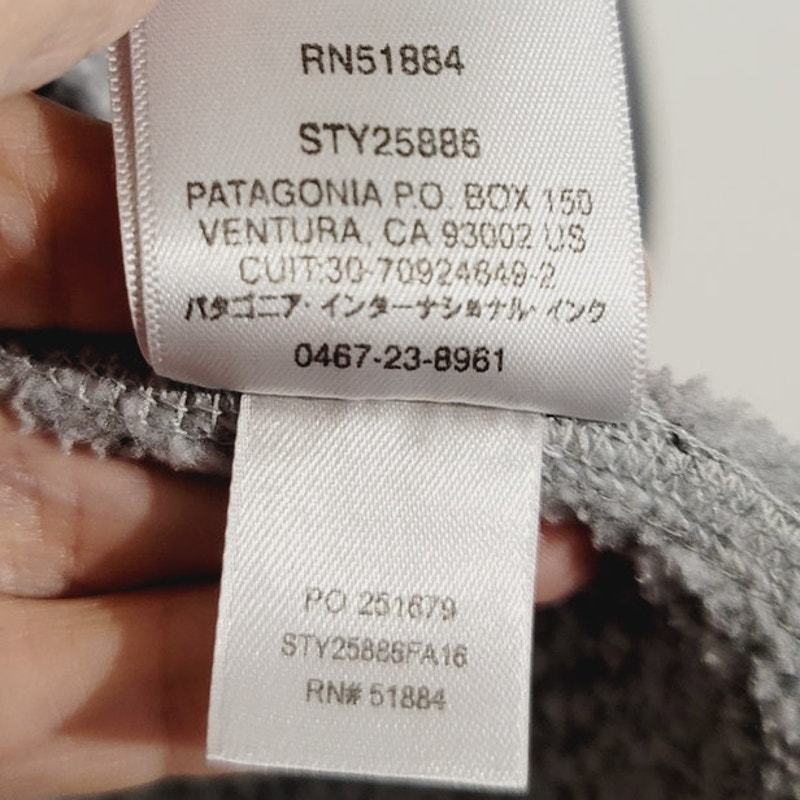 RN51884
STY25886
PATAGONIA P.O. BOX 150
VENTURA, CA 93002 US
CUIT:30-70924849-2
パタゴニア・インターナショナル・インク
0467-23-8961
PO 251679
STY25886FA16
RN# 51884